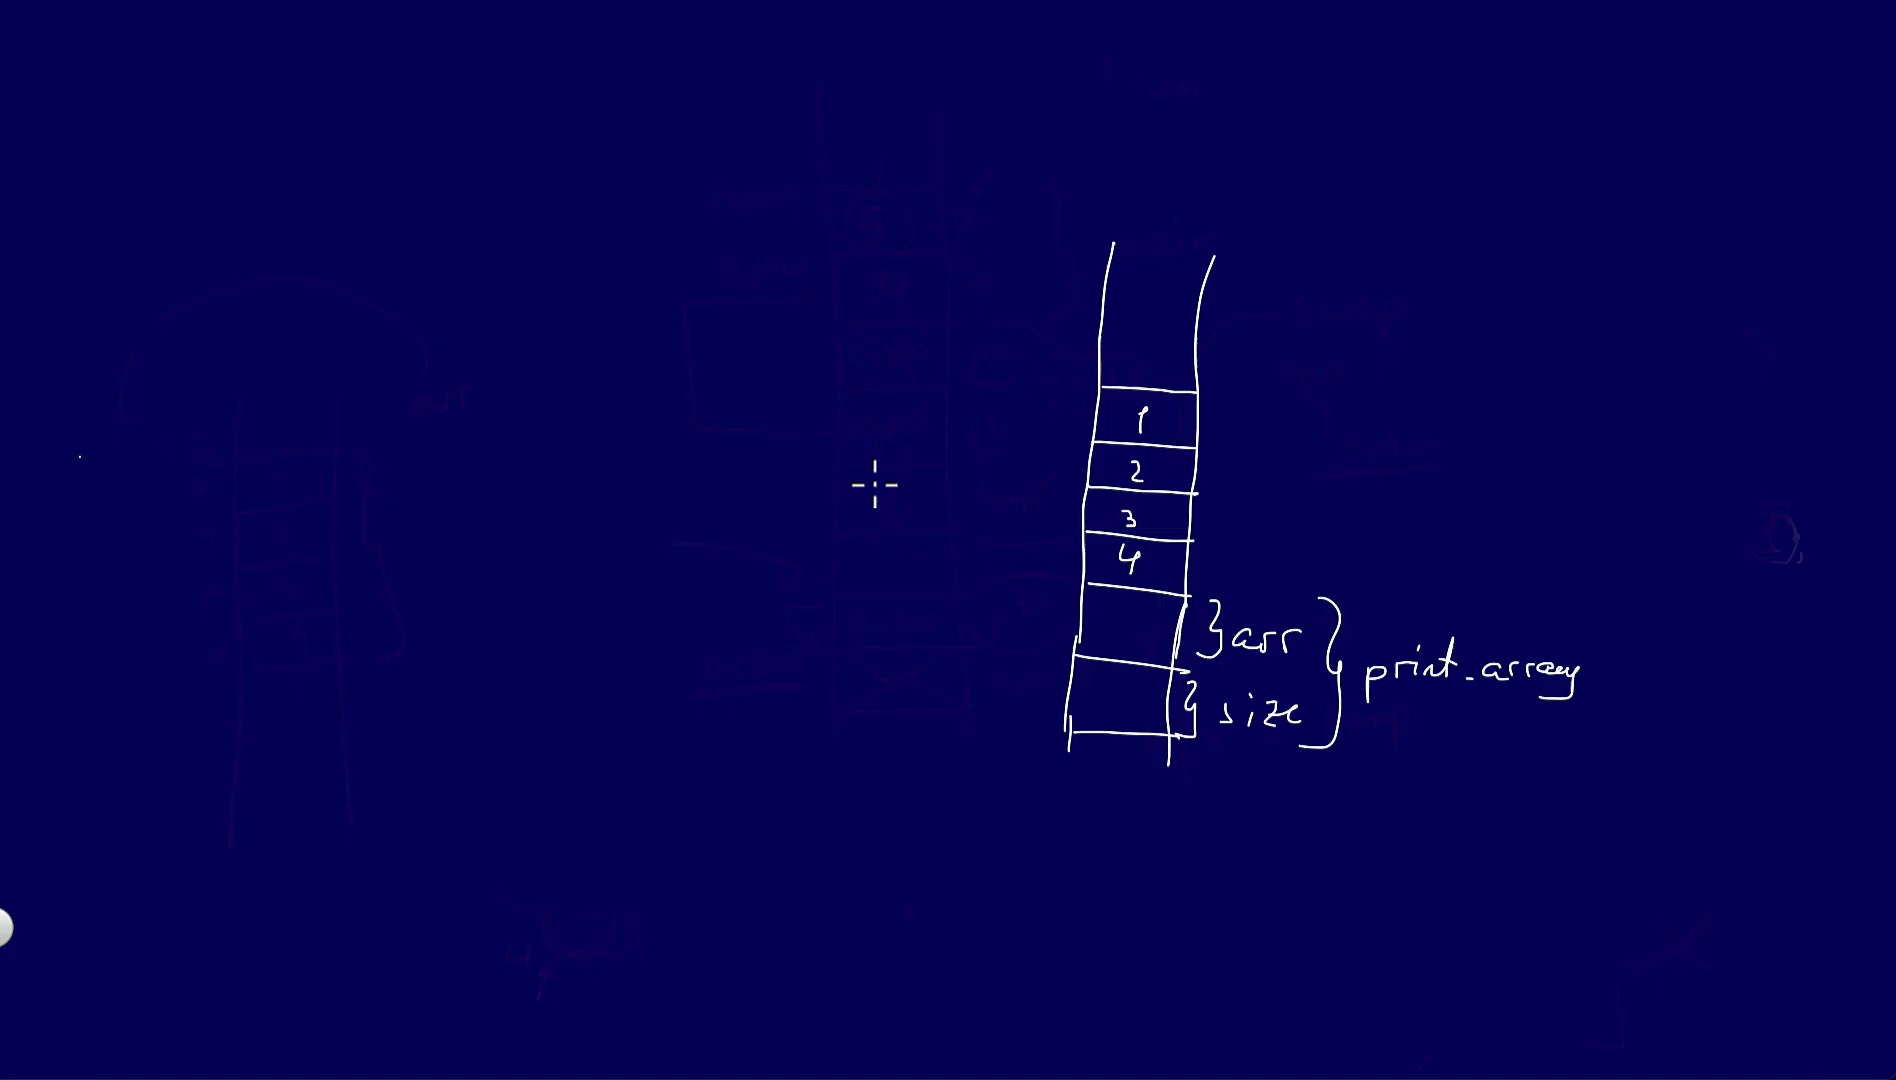 1
2
3
4
} arr
} size
} print_array